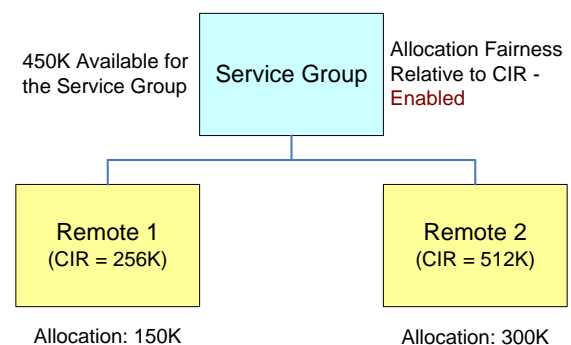 450K Available for
the Service Group
Service Group
Allocation Fairness
Relative to CIR -
Enabled
Remote 1
(CIR = 256K)
Remote 2
(CIR = 512K)
Allocation: 150K
Allocation: 300K